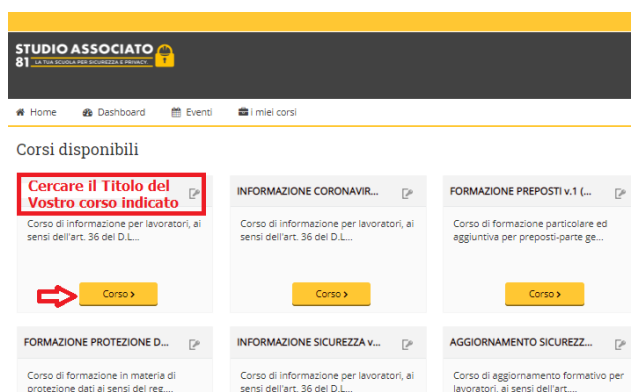 STUDIO ASSOCIATO
81 LA TUA SCUOLA PER SICUREZZA E PRIVACY.
Home Dashboard Eventi I miei corsi
Corsi disponibili
Cercare il Titolo del
Vostro corso indicato
INFORMAZIONE CORONAVIR...
FORMAZIONE PREPOSTI v.1 (...
Corso di informazione per lavoratori, ai
sensi dell'art. 36 del D.L...
Corso di informazione per lavoratori, ai
sensi dell'art. 36 del D.L...
Corso di formazione particolare ed
aggiuntiva per preposti-parte ge...
Corso
Corso
Corso
FORMAZIONE PROTEZIONE D...
INFORMAZIONE SICUREZZA v...
AGGIORNAMENTO SICUREZZ...
Corso di formazione in materia di
protezione dati ai sensi del reg....
Corso di informazione per lavoratori, ai
sensi dell'art. 36 del D.L...
Corso di aggiornamento formativo per
lavoratori, ai sensi dell'art....